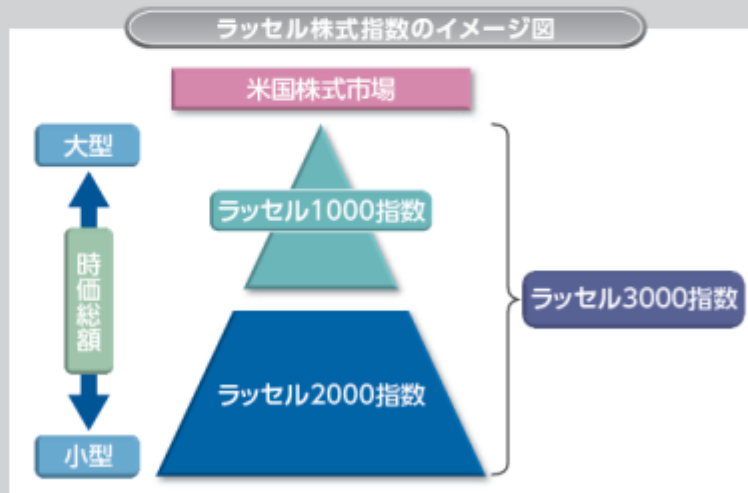 ラッセル株式指数のイメージ図
米国株式市場
大型
ラッセル1000指数
時価総額
ラッセル3000指数
ラッセル2000指数
小型